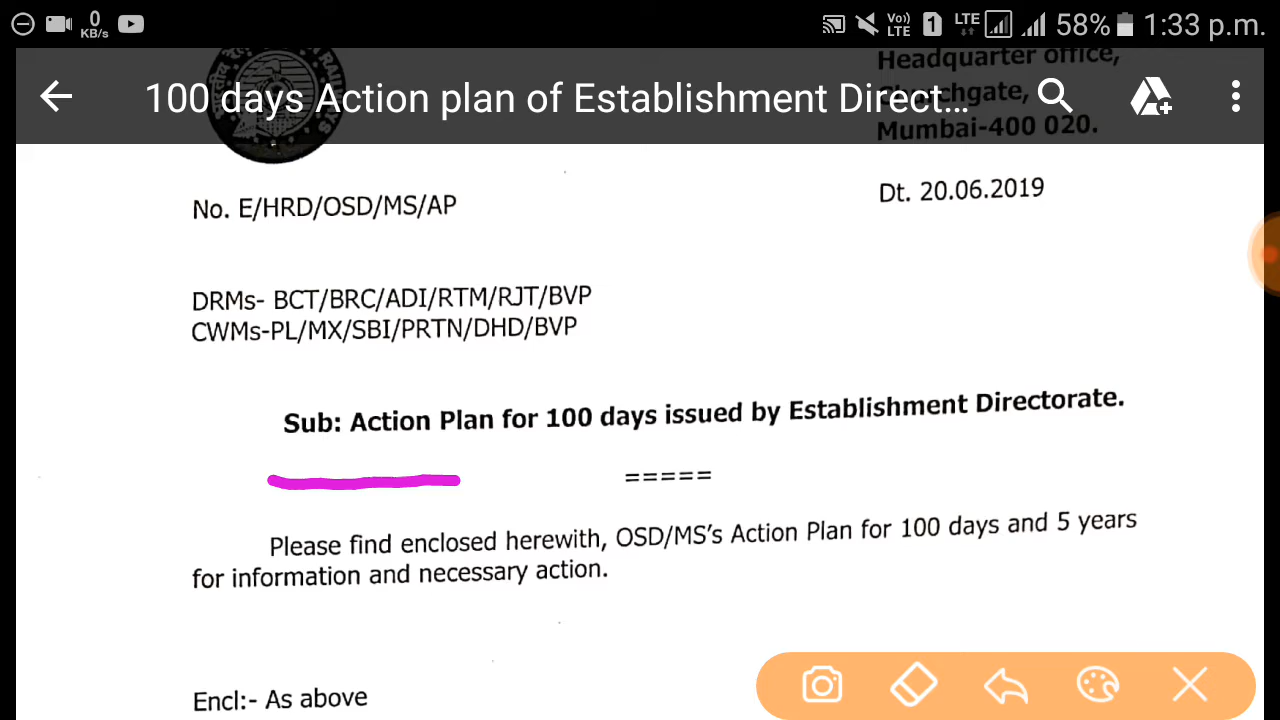 0
KB/s
Vo))
LTE
1
LTE
58%
1:33 p.m.
100 days Action plan of Establishment Direct...
RAILWAYS
Headquarter office,
Churchgate,
Mumbai-400 020.
No. E/HRD/OSD/MS/AP
Dt. 20.06.2019
DRMs- BCT/BRC/ADI/RTM/RJT/BVP
CWMs-PL/MX/SBI/PRTN/DHD/BVP
Sub: Action Plan for 100 days issued by Establishment Directorate.
=====
Please find enclosed herewith, OSD/MS's Action Plan for 100 days and 5 years
for information and necessary action.
Encl:- As above